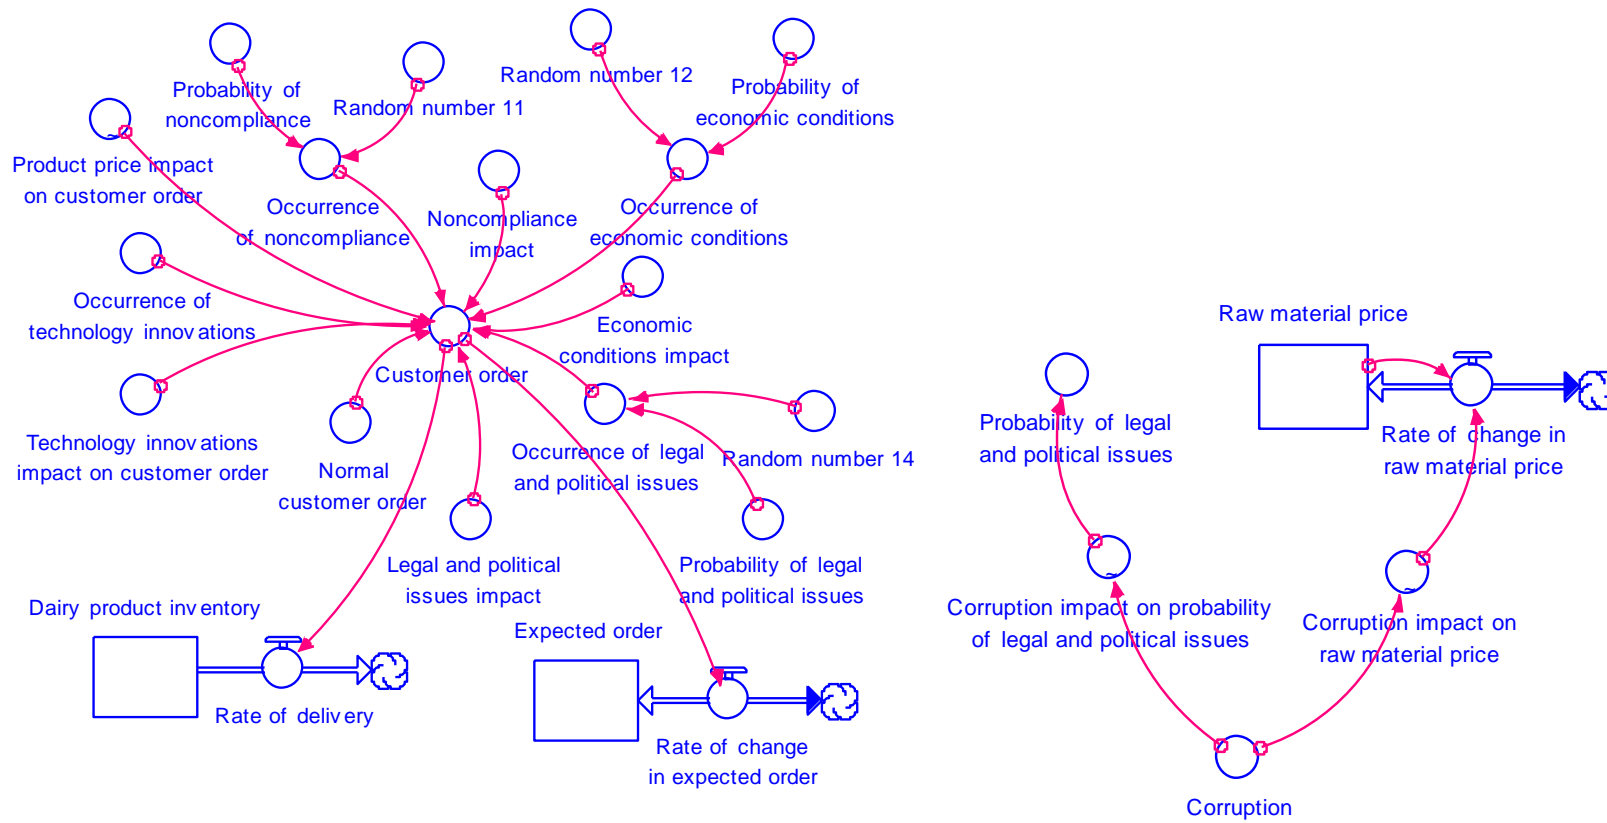 Probability of
noncompliance
Random number 11
Random number 12
Probability of
economic conditions
Product price impact
on customer order
Occurrence
of noncompliance
Noncompliance
impact
Occurrence of
economic conditions
Occurrence of
technology innovations
Economic
conditions impact
Customer order
Technology innovations
impact on customer order
Normal
customer order
Occurrence of legal
and political issues
Random number 14
Legal and political
issues impact
Probability of legal
and political issues
Dairy product inventory
Rate of delivery
Expected order
Rate of change
in expected order
Raw material price
Probability of legal
and political issues
Rate of change in
raw material price
Corruption impact on probability
of legal and political issues
Corruption impact on
raw material price
Corruption